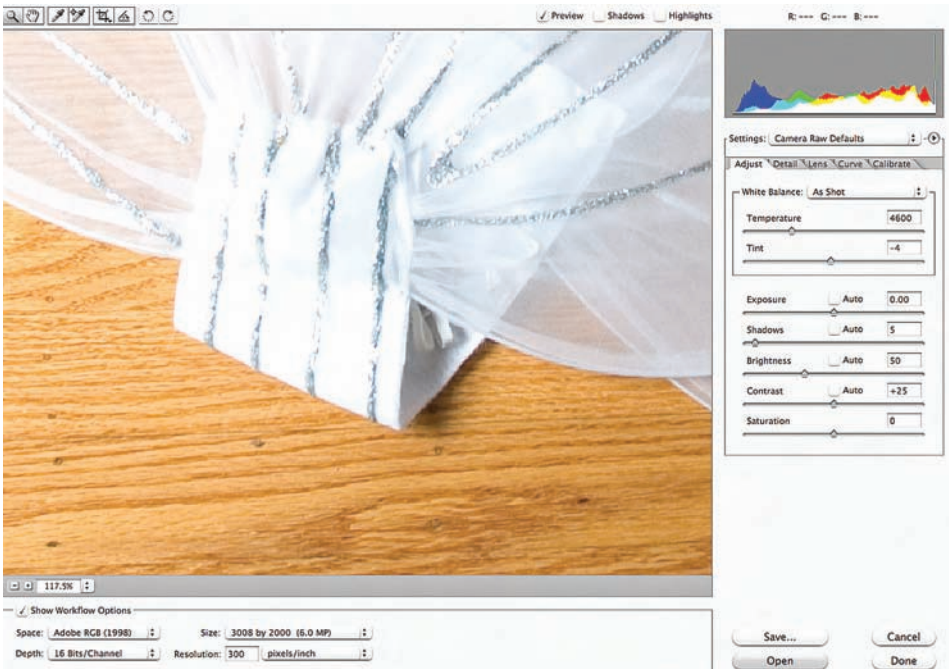 Preview Shadows Highlights R: --- G: --- B: ---
Settings: Camera Raw Defaults
Adjust Detail Lens Curve Calibrate
White Balance: As Shot
Temperature 4600
Tint -4
Exposure Auto 0.00
Shadows Auto 5
Brightness Auto 50
Contrast Auto +25
Saturation 0
117.5%
Show Workflow Options
Space: Adobe RGB (1998) Size: 3008 by 2000 (6.0 MP)
Depth: 16 Bits/Channel Resolution: 300 pixels/inch
Save... Cancel
Open Done